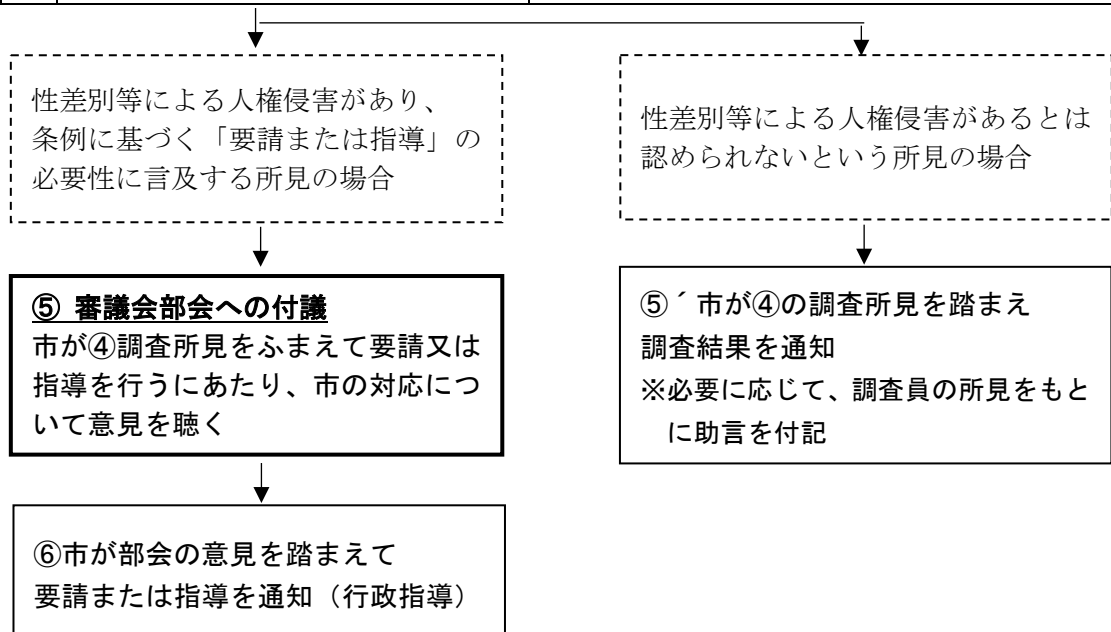 性差別等による人権侵害があり、
条例に基づく「要請または指導」の
必要性に言及する所見の場合
性差別等による人権侵害があるとは
認められないという所見の場合
⑤ 審議会部会への付議
市が④調査所見をふまえて要請又は
指導を行うにあたり、市の対応につ
いて意見を聴く
⑤´市が④の調査所見を踏まえ
調査結果を通知
※必要に応じて、調査員の所見をもと
に助言を付記
⑥市が部会の意見を踏まえて
要請または指導を通知（行政指導）